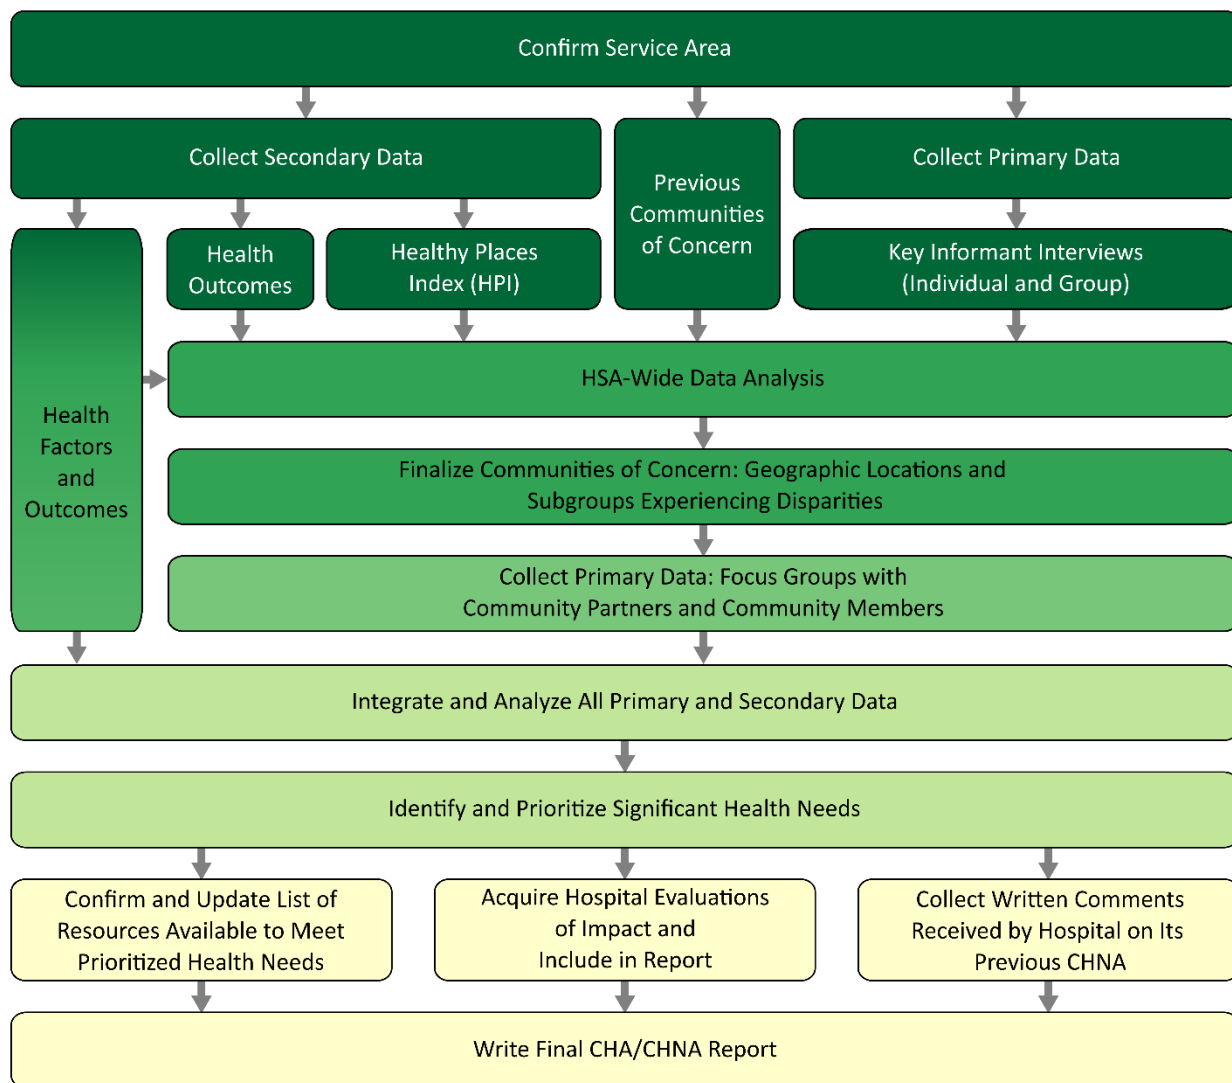 Confirm Service Area
Collect Secondary Data
Previous
Communities
of Concern
Collect Primary Data
Health
Factors
and
Outcomes
Health
Outcomes
Healthy Places
Index (HPI)
Key Informant Interviews
(Individual and Group)
HSA-Wide Data Analysis
Finalize Communities of Concern: Geographic Locations and
Subgroups Experiencing Disparities
Collect Primary Data: Focus Groups with
Community Partners and Community Members
Integrate and Analyze All Primary and Secondary Data
Identify and Prioritize Significant Health Needs
Confirm and Update List of
Resources Available to Meet
Prioritized Health Needs
Acquire Hospital Evaluations
of Impact and
Include in Report
Collect Written Comments
Received by Hospital on Its
Previous CHNA
Write Final CHA/CHNA Report